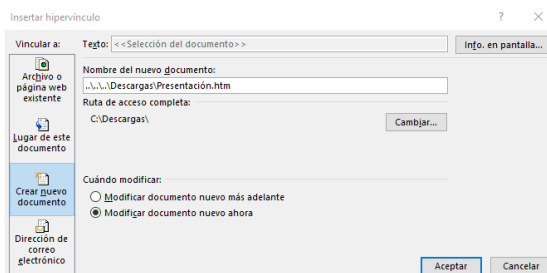 Insertar hipervínculo
?
Vincular a:
Texto: <<Selección del documento>>
Info. en pantalla...
Archivo o
página web
existente
Lugar de este
documento
Crear nuevo
documento
Dirección de
correo
electrónico
Nombre del nuevo documento:
..\..\..\Descargas\Presentación.htm
Ruta de acceso completa:
C:\Descargas\
Cambiar...
Cuándo modificar:
Modificar documento nuevo más adelante
Modificar documento nuevo ahora
Aceptar
Cancelar